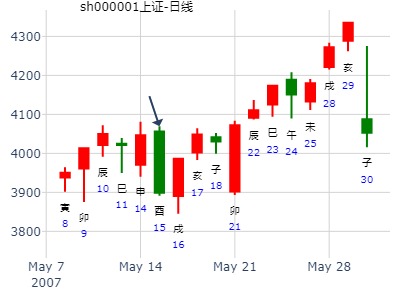 sh000001上证-日线
4300
4200
4100
4000
3900
3800
寅
8
卯
9
辰
10
巳
11
申
14
酉
15
戌
16
亥
17
子
18
卯
21
辰
22
巳
23
午
24
未
25
戌
28
亥
29
子
30
May 7
2007
May 14
May 21
May 28